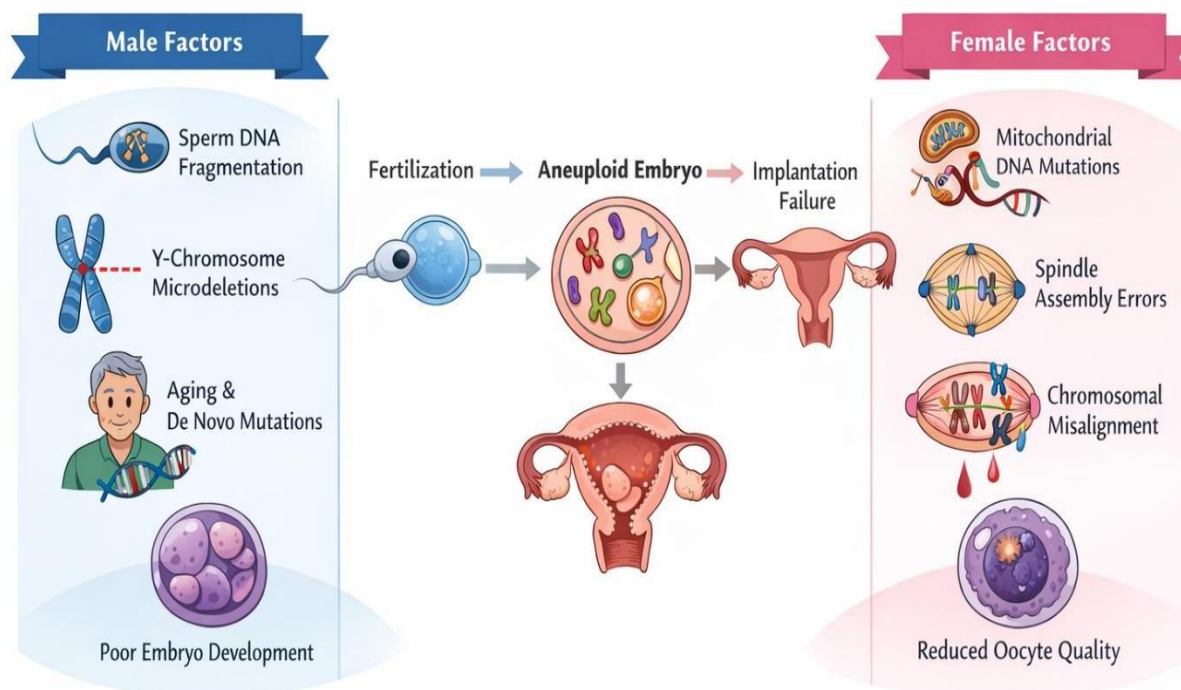 Male Factors
Sperm DNA
Fragmentation
Y-Chromosome
Microdeletions
Aging &
De Novo Mutations
Poor Embryo Development
Fertilization
Aneuploid Embryo
Implantation
Failure
Female Factors
Mitochondrial
DNA Mutations
Spindle
Assembly Errors
Chromosomal
Misalignment
Reduced Oocyte Quality